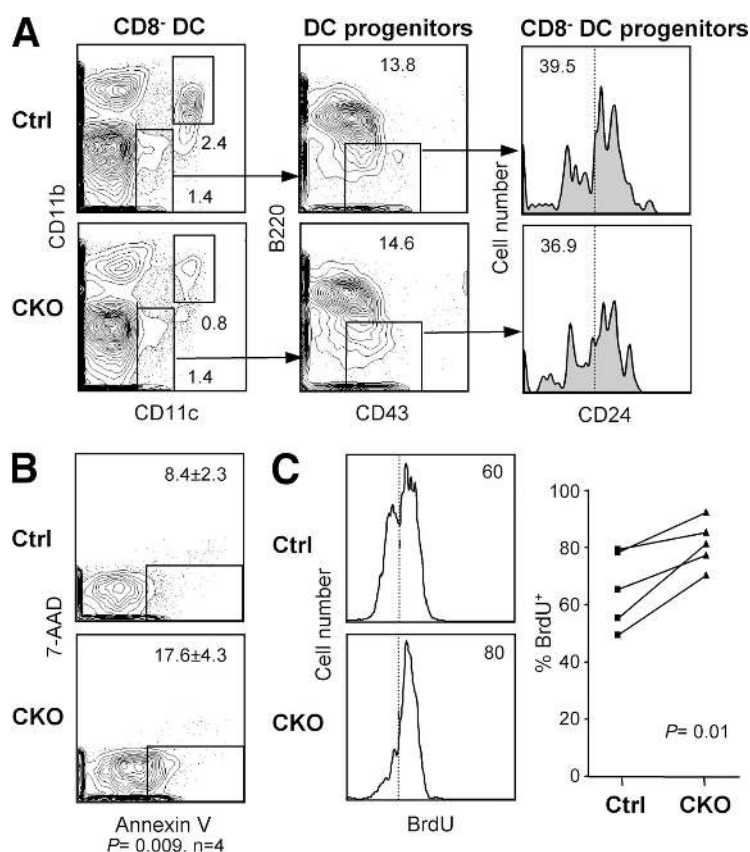 A
CD8⁻ DC
DC progenitors
CD8⁻ DC progenitors
Ctrl
CD11b
2.4
1.4
B220
13.8
Cell number
39.5
CKO
0.8
1.4
14.6
36.9
CD11c
CD43
CD24
B
C
Ctrl
7-AAD
8.4±2.3
Ctrl
Cell number
60
% BrdU⁺
100
80
60
40
20
0
CKO
17.6±4.3
CKO
80
P= 0.01
Ctrl
CKO
Annexin V
BrdU
P= 0.009, n=4